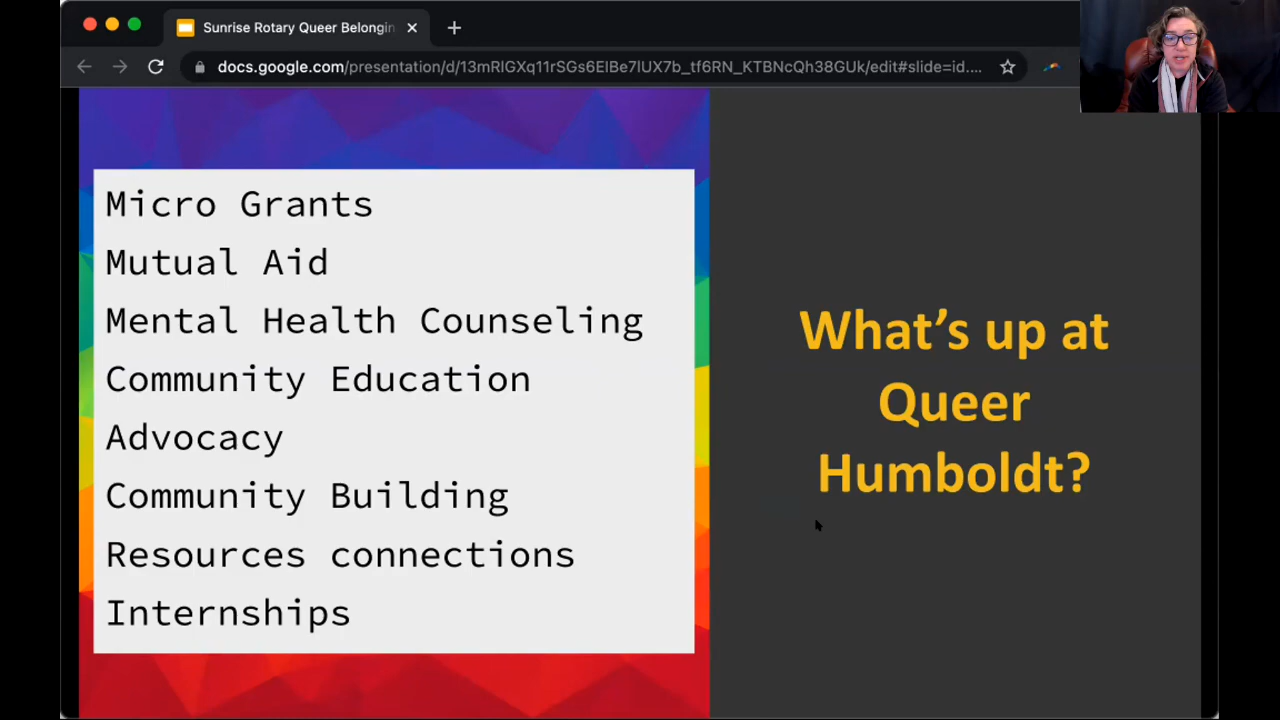 Sunrise Rotary Queer Belongin
docs.google.com/presentation/d/13mRlGXq11rSGs6ElBe7lUX7b_tf6RN_KTBNcQh38GUk/edit#slide=id....
Micro Grants
Mutual Aid
Mental Health Counseling
Community Education
Advocacy
Community Building
Resources connections
Internships
What's up at
Queer
Humboldt?